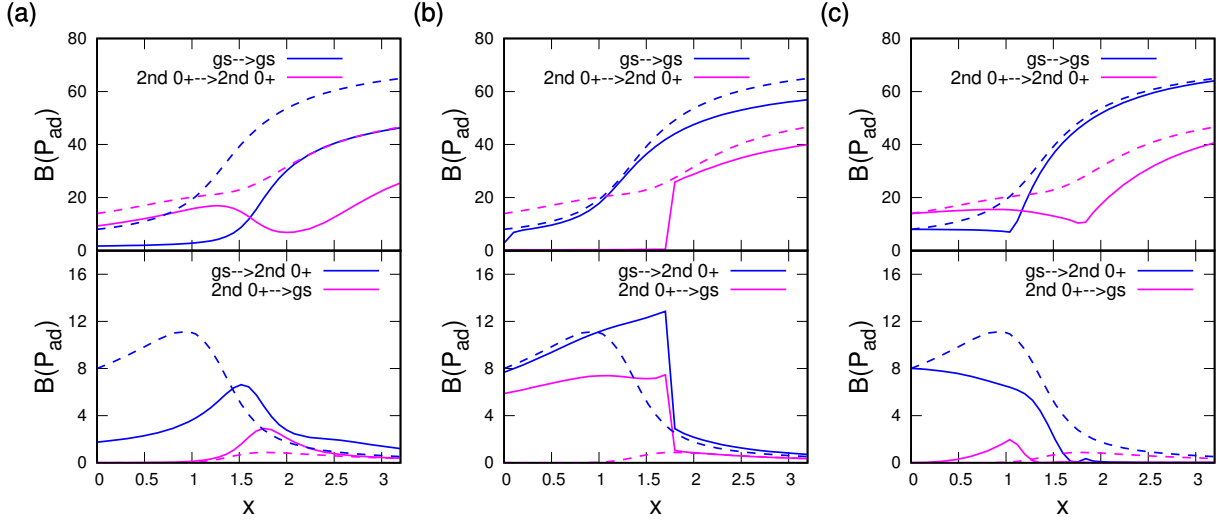 (a)
80
60
40
20
0
B(P_ad)
gs-->gs
2nd 0+-->2nd 0+
16
12
8
4
0
B(P_ad)
gs-->2nd 0+
2nd 0+-->gs
0 0.5 1 1.5 2 2.5 3
x
(b)
80
60
40
20
0
B(P_ad)
gs-->gs
2nd 0+-->2nd 0+
16
12
8
4
0
B(P_ad)
gs-->2nd 0+
2nd 0+-->gs
0 0.5 1 1.5 2 2.5 3
x
(c)
80
60
40
20
0
B(P_ad)
gs-->gs
2nd 0+-->2nd 0+
16
12
8
4
0
B(P_ad)
gs-->2nd 0+
2nd 0+-->gs
0 0.5 1 1.5 2 2.5 3
x